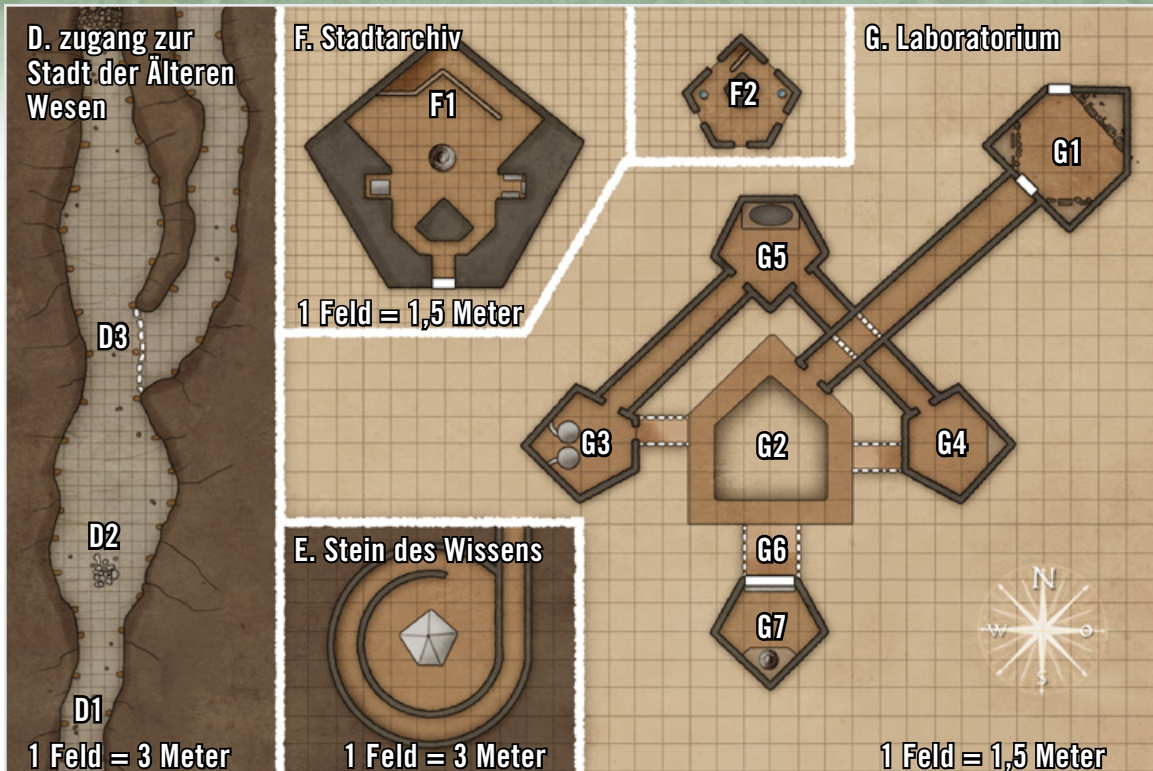 D. zugang zur
Stadt der Älteren
Wesen
D3
D2
D1
1 Feld = 3 Meter
F. Stadtarchiv
F1
1 Feld = 1,5 Meter
F2
E. Stein des Wissens
1 Feld = 3 Meter
G. Laboratorium
G1
G5
G3
G2
G4
G6
G7
N
W
O
S
1 Feld = 1,5 Meter